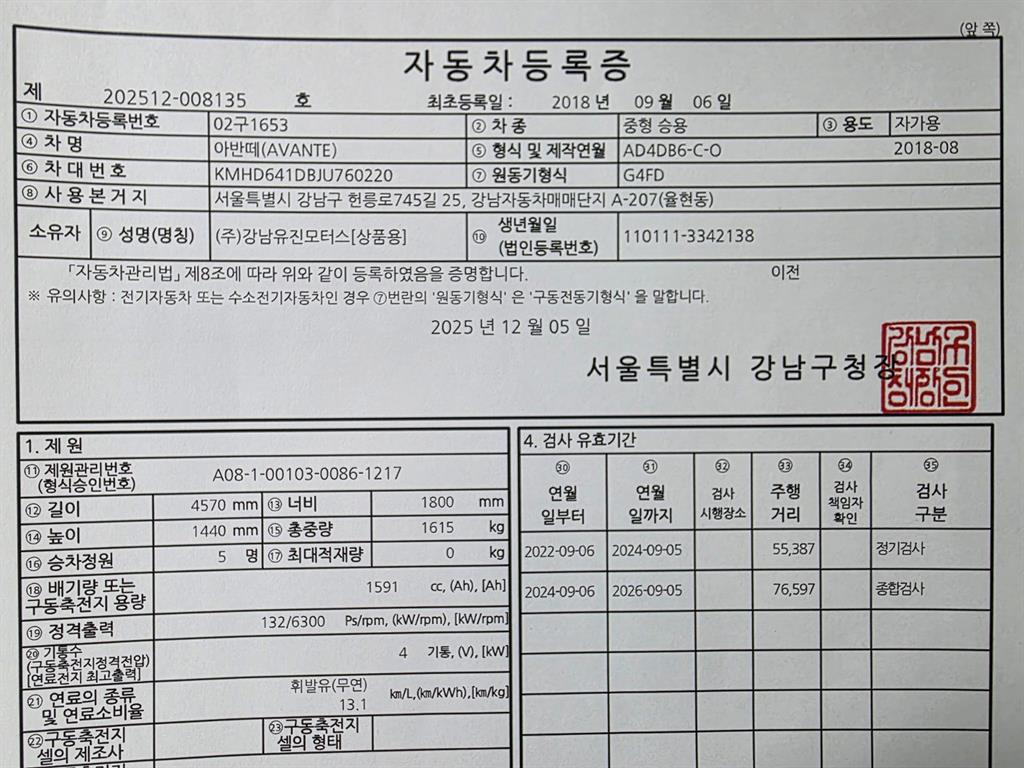 (앞 쪽)
자동차등록증
제 202512-008135 호 최초등록일 : 2018 년 09 월 06 일
① 자동차등록번호 02구1653 ② 차 종 중형 승용 ③ 용도 자가용
④ 차 명 아반떼(AVANTE) ⑤ 형식 및 제작연월 AD4DB6-C-O 2018-08
⑥ 차 대 번 호 KMHD641DBJU760220 ⑦ 원동기형식 G4FD
⑧ 사 용 본 거 지 서울특별시 강남구 헌릉로745길 25, 강남자동차매매단지 A-207(율현동)
소유자 ⑨ 성명(명칭) (주)강남유진모터스[상품용] ⑩ 생년월일
(법인등록번호) 110111-3342138
「자동차관리법」 제8조에 따라 위와 같이 등록하였음을 증명합니다. 이전
※ 유의사항 : 전기자동차 또는 수소전기자동차인 경우 ⑦번란의 '원동기형식' 은 '구동전동기형식' 을 말합니다.
2025 년 12 월 05 일
서울특별시 강남구청장
1. 제 원
⑪ 제원관리번호
(형식승인번호) A08-1-00103-0086-1217
⑫ 길이 4570 mm ⑬ 너비 1800 mm
⑭ 높이 1440 mm ⑮ 총중량 1615 kg
⑯ 승차정원 5 명 ⑰ 최대적재량 0 kg
⑱ 배기량 또는
구동축전지 용량 1591 cc, (Ah), [Ah]
⑲ 정격출력 132/6300 Ps/rpm, (kW/rpm), [kW/rpm]
⑳ 기통수
(구동축전지정격전압)
[연료전지 최고출력] 4 기통, (V), [kW]
㉑ 연료의 종류
및 연료소비율 휘발유(무연)
13.1 km/L,(km/kWh),[km/kg]
㉒ 구동축전지
셀의 제조사 ㉓ 구동축전지
셀의 형태
4. 검사 유효기간
㉚ ㉛ ㉜ ㉝ ㉞ ㉟
연월
일부터
연월
일까지
검사
시행장소
주행
거리
검사
책임자
확인
검사
구분
2022-09-06 2024-09-05 55,387 정기검사
2024-09-06 2026-09-05 76,597 종합검사